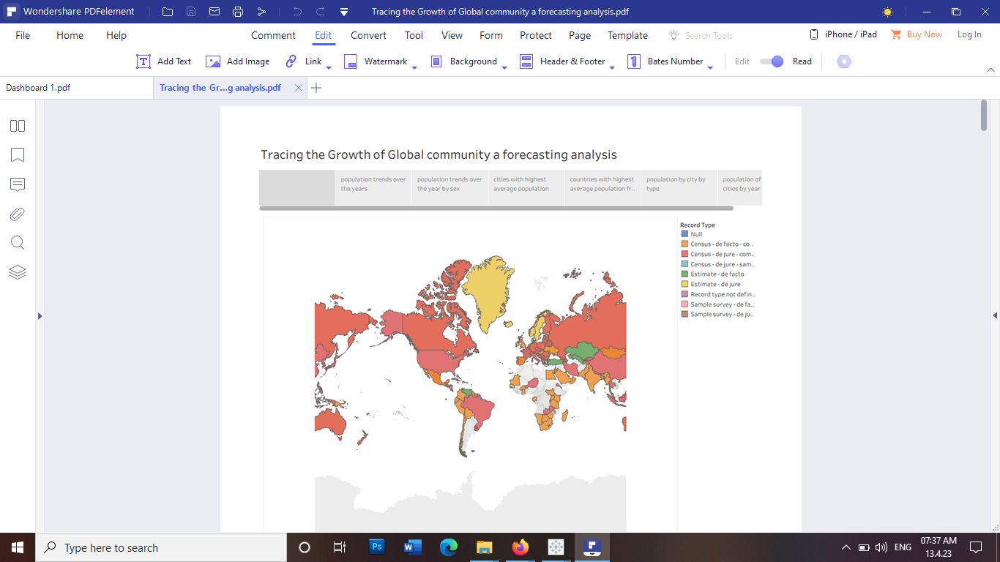 Wondershare PDFelement
Tracing the Growth of Global community a forecasting analysis.pdf
File Home Help Comment Edit Convert Tool View Form Protect Page Template Search Tools iPhone / iPad Buy Now Log In
Add Text Add Image Link Watermark Background Header & Footer Bates Number Edit Read
Dashboard 1.pdf Tracing the Gr...g analysis.pdf
Tracing the Growth of Global community a forecasting analysis
population trends over
the years
population trends over
the year by sex
cities with highest
average population
countries with highest
average population fr...
population by city by
type
population of
cities by year
Record Type
Null
Census - de facto - co..
Census - de jure - com..
Census - de jure - sam..
Estimate - de facto
Estimate - de jure
Record type not defin..
Sample survey - de fa..
Sample survey - de ju..
Type here to search
Ps
W
ENG
07:37 AM
13.4.23